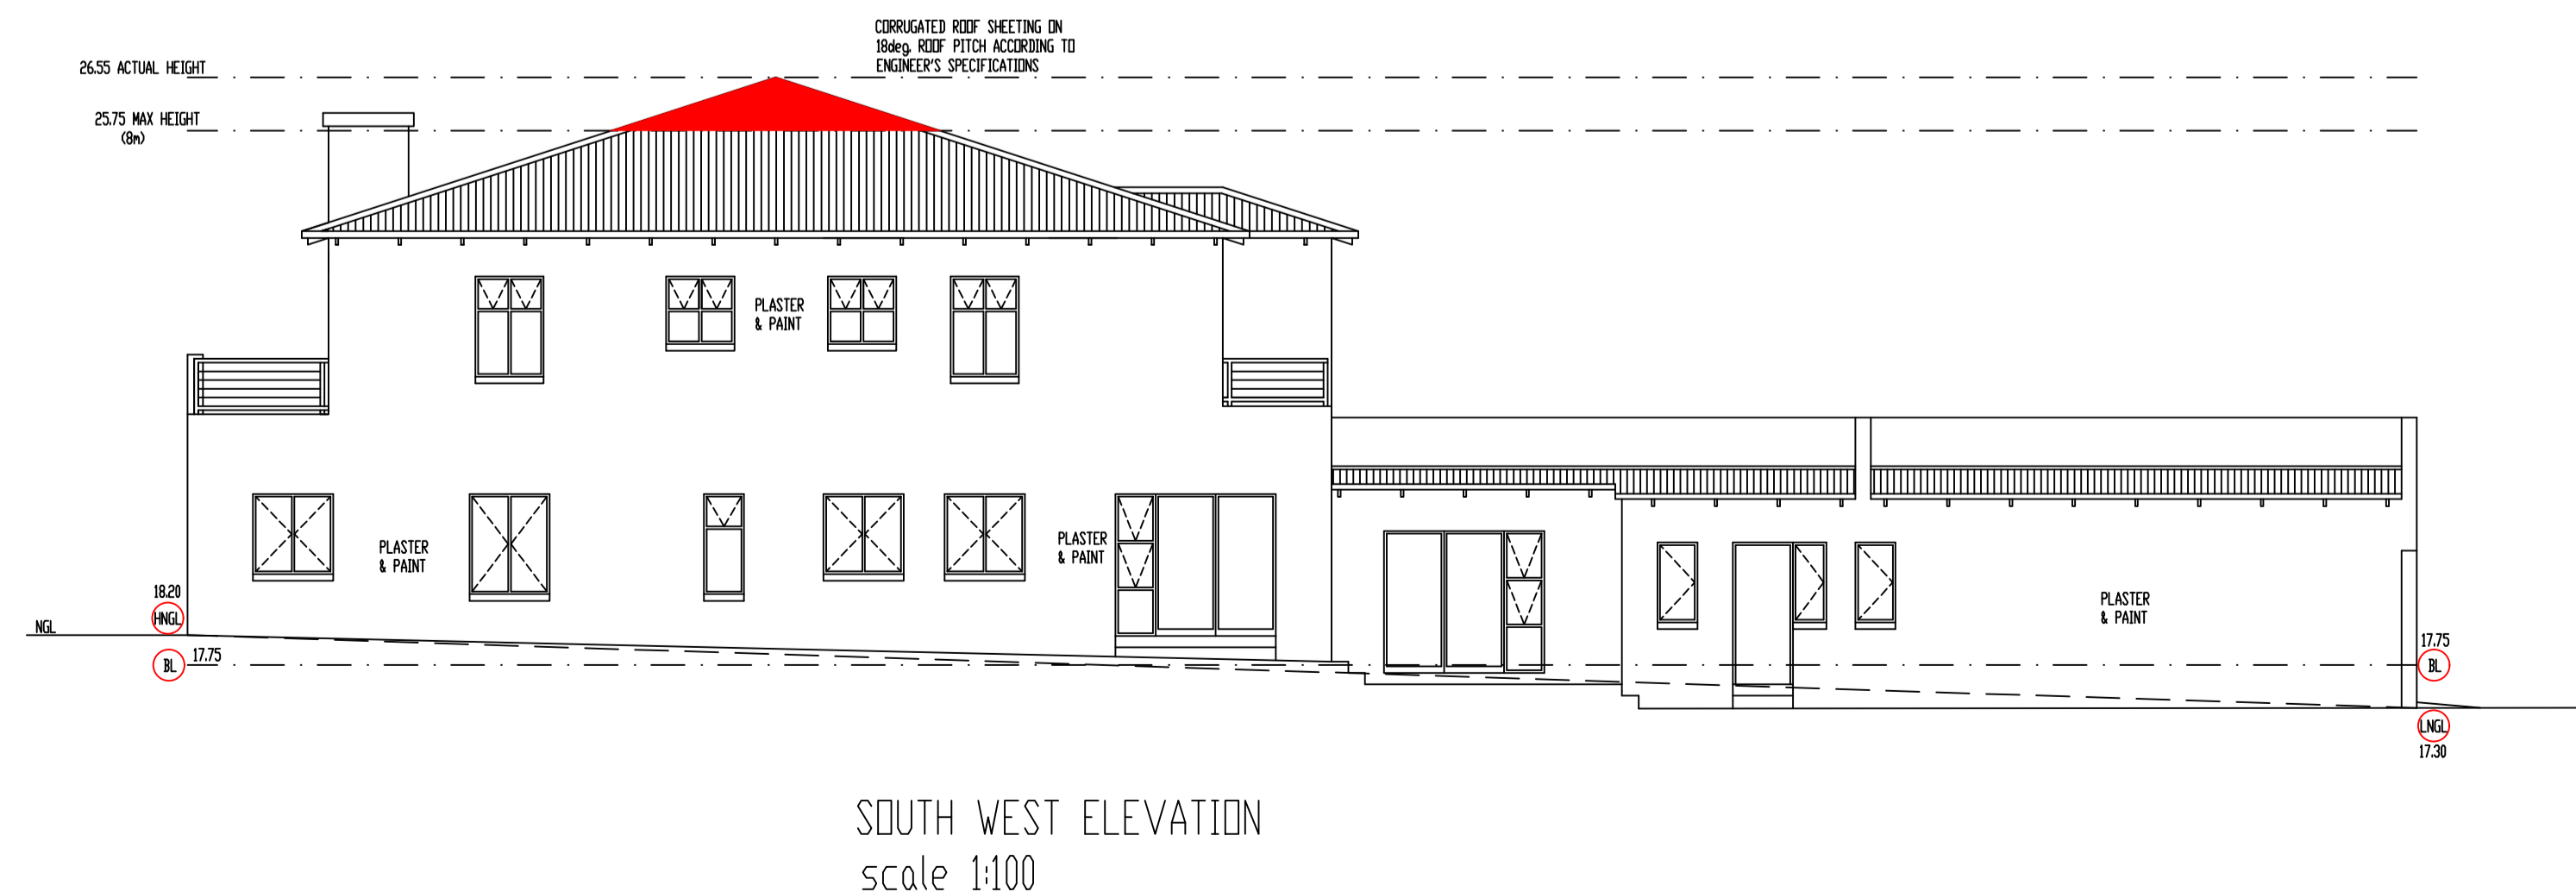 CORRUGATED ROOF SHEETING ON
18deg. ROOF PITCH ACCORDING TO
ENGINEER'S SPECIFICATIONS
26.55 ACTUAL HEIGHT
25.75 MAX HEIGHT
(8m)
PLASTER
& PAINT
PLASTER
& PAINT
PLASTER
& PAINT
PLASTER
& PAINT
18.20
HNGL
NGL
BL
17.75
17.75
BL
LNGL
17.30
SOUTH WEST ELEVATION
scale 1:100